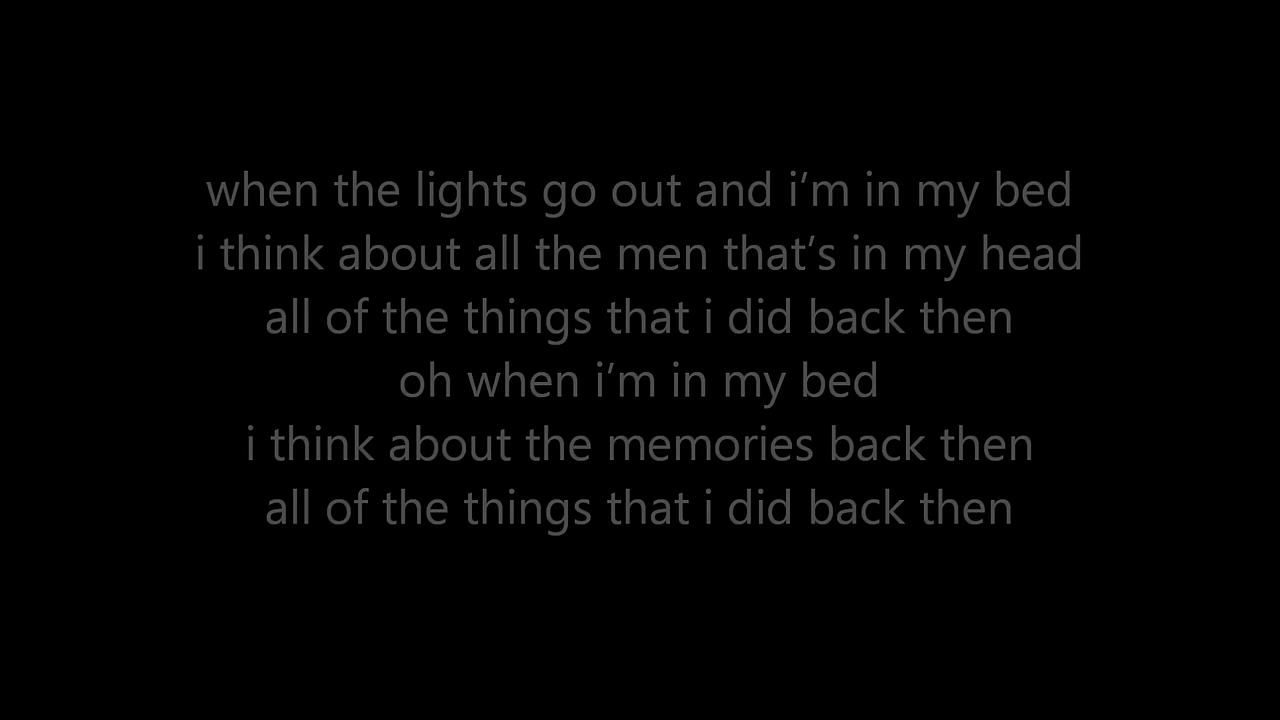 when the lights go out and i’m in my bed
i think about all the men that’s in my head
all of the things that i did back then
oh when i’m in my bed
i think about the memories back then
all of the things that i did back then